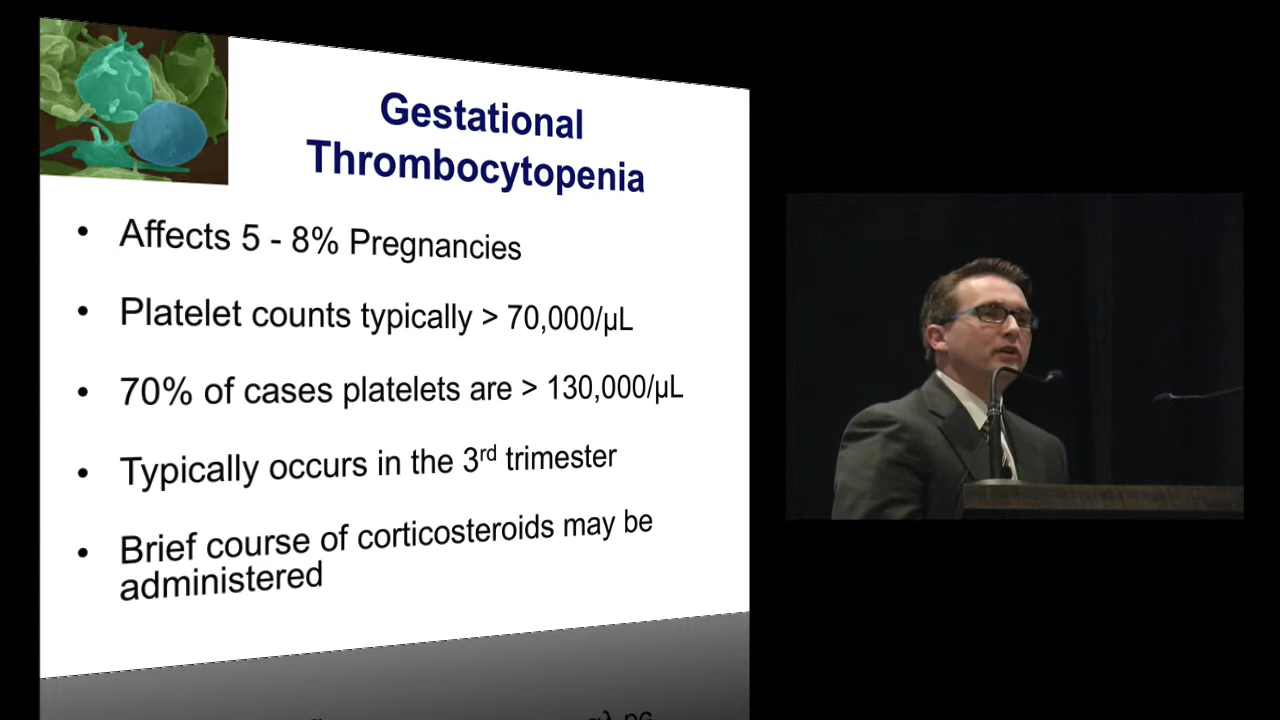 Gestational
Thrombocytopenia
• Affects 5 - 8% Pregnancies
• Platelet counts typically > 70,000/µL
• 70% of cases platelets are > 130,000/µL
• Typically occurs in the 3rd trimester
• Brief course of corticosteroids may be
administered